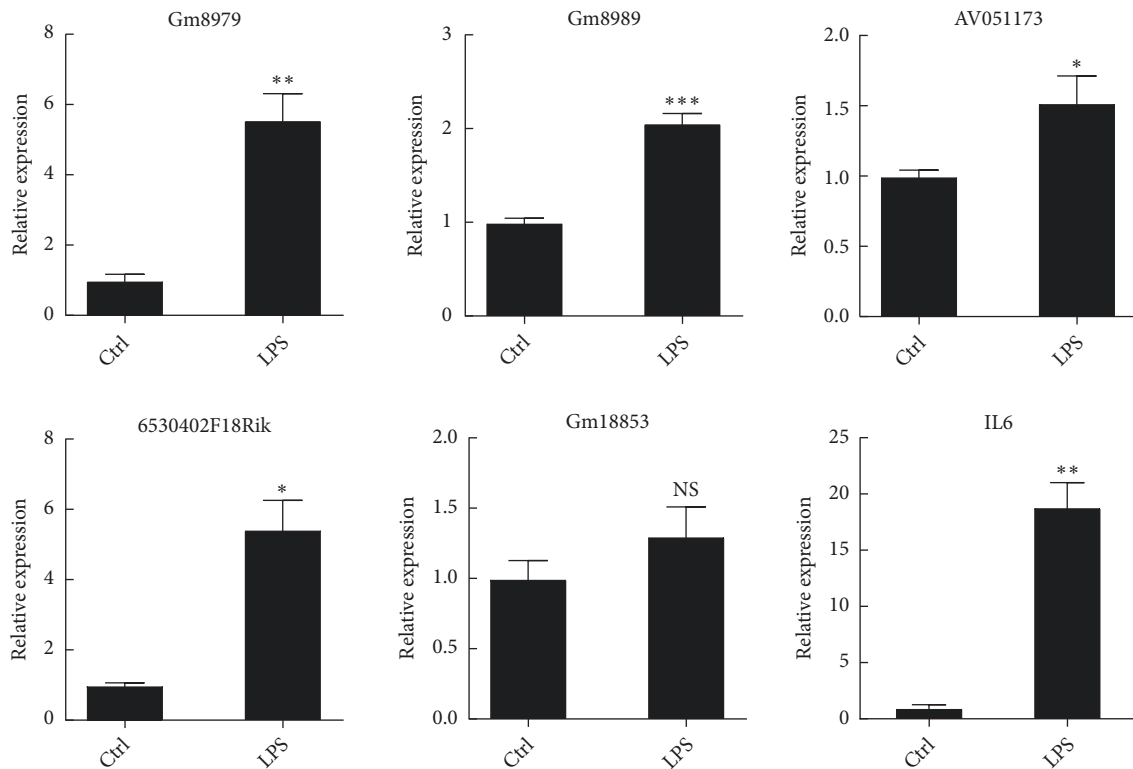 Gm8979
Relative expression
8
6
4
2
0
**
Ctrl
LPS
Gm8989
Relative expression
3
2
1
0
***
Ctrl
LPS
AV051173
Relative expression
2.0
1.5
1.0
0.5
0.0
*
Ctrl
LPS
6530402F18Rik
Relative expression
8
6
4
2
0
*
Ctrl
LPS
Gm18853
Relative expression
2.0
1.5
1.0
0.5
0.0
NS
Ctrl
LPS
IL6
Relative expression
25
20
15
10
5
0
**
Ctrl
LPS